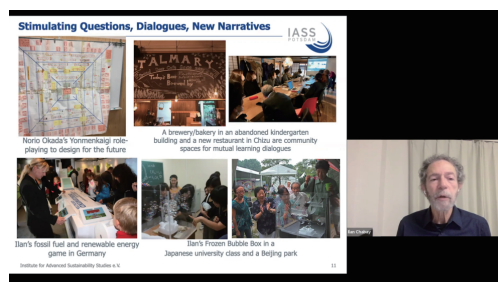 Stimulating Questions, Dialogues, New Narratives
IASS
POTSDAM
TALMARY
Today's Beer
Norio Okada's Yonmenkaigi role-
playing to design for the future
A brewery/bakery in an abandoned kindergarten
building and a new restaurant in Chizu are community
spaces for mutual learning dialogues
Ilan's fossil fuel and renewable energy
game in Germany
Ilan's Frozen Bubble Box in a
Japanese university class and a Beijing park
Institute for Advanced Sustainability Studies e.V.
11
Ilan Chabay